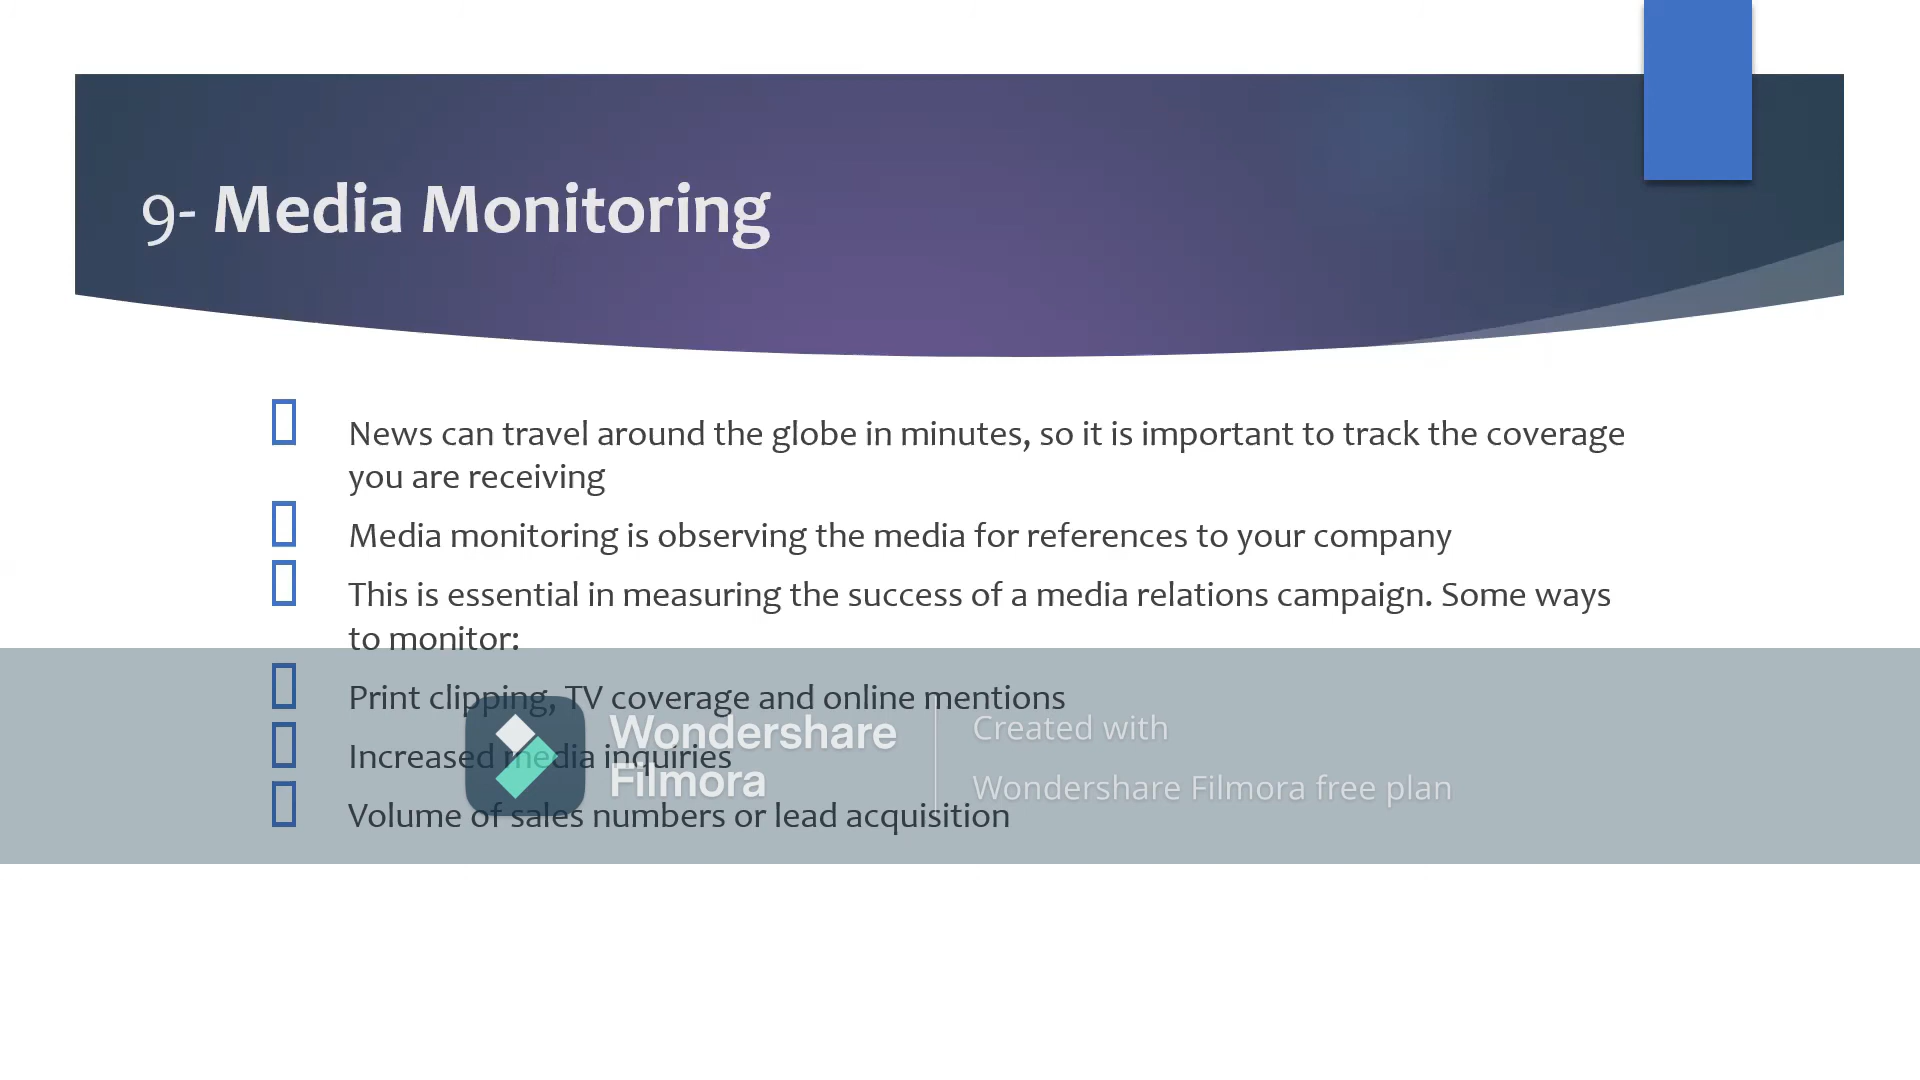 9- Media Monitoring
News can travel around the globe in minutes, so it is important to track the coverage
you are receiving
Media monitoring is observing the media for references to your company
This is essential in measuring the success of a media relations campaign. Some ways
to monitor:
Print clipping, TV coverage and online mentions
Increased media inquiries
Volume of sales numbers or lead acquisition
Wondershare
Filmora
Created with
Wondershare Filmora free plan